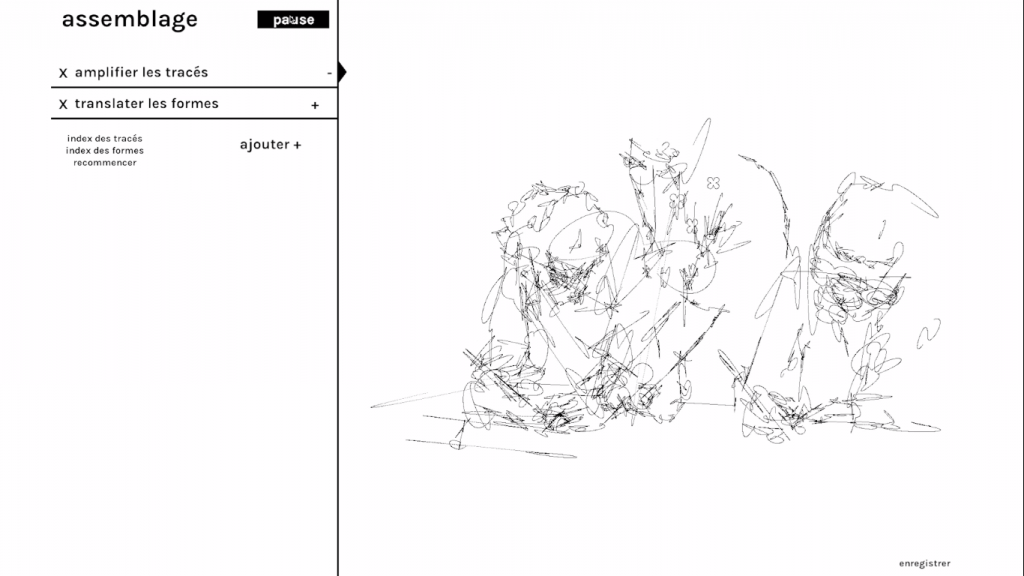 assemblage
pause
X amplifier les tracés -
X translater les formes +
index des tracés
index des formes
recommencer
ajouter +
enregistrer